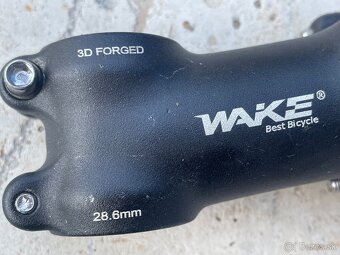 3D FORGED
WAKE®
Best Bicycle
28.6mm